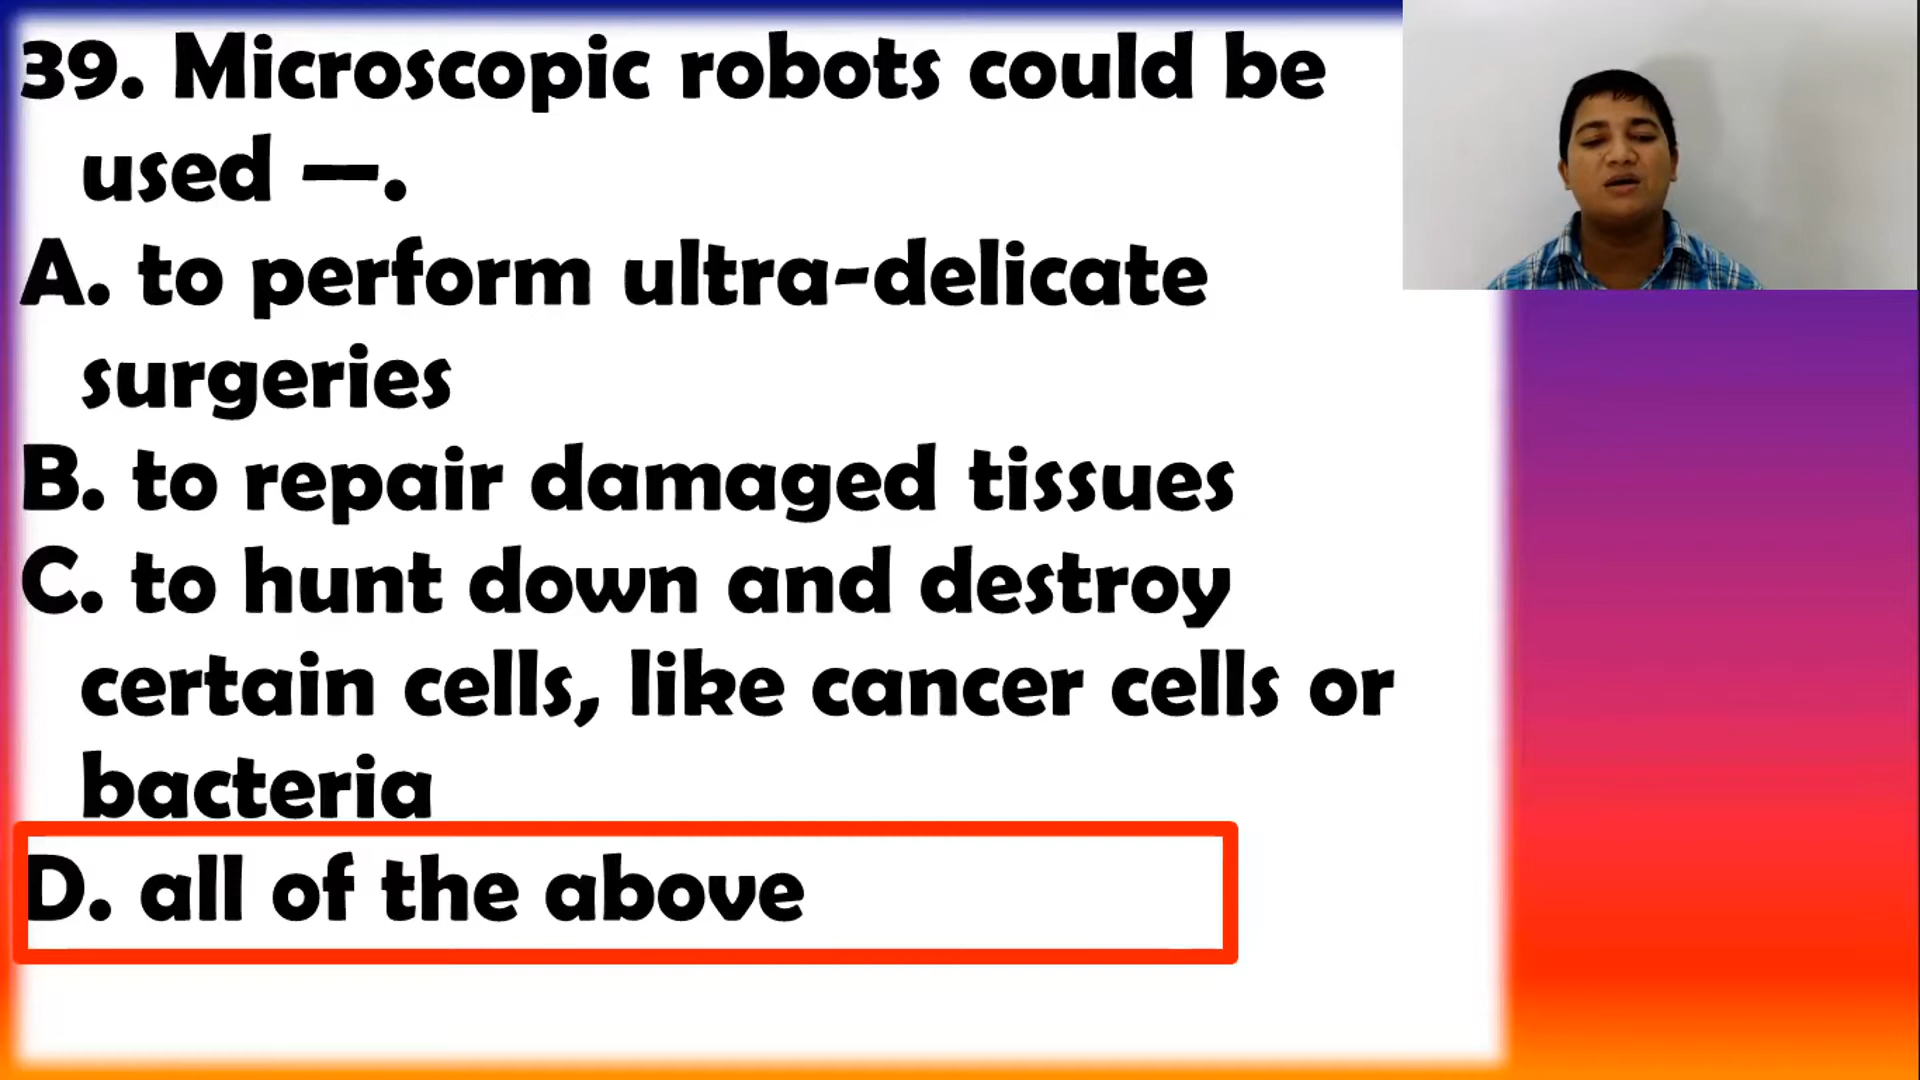 39. Microscopic robots could be
used —.
A. to perform ultra-delicate
surgeries
B. to repair damaged tissues
C. to hunt down and destroy
certain cells, like cancer cells or
bacteria
D. all of the above